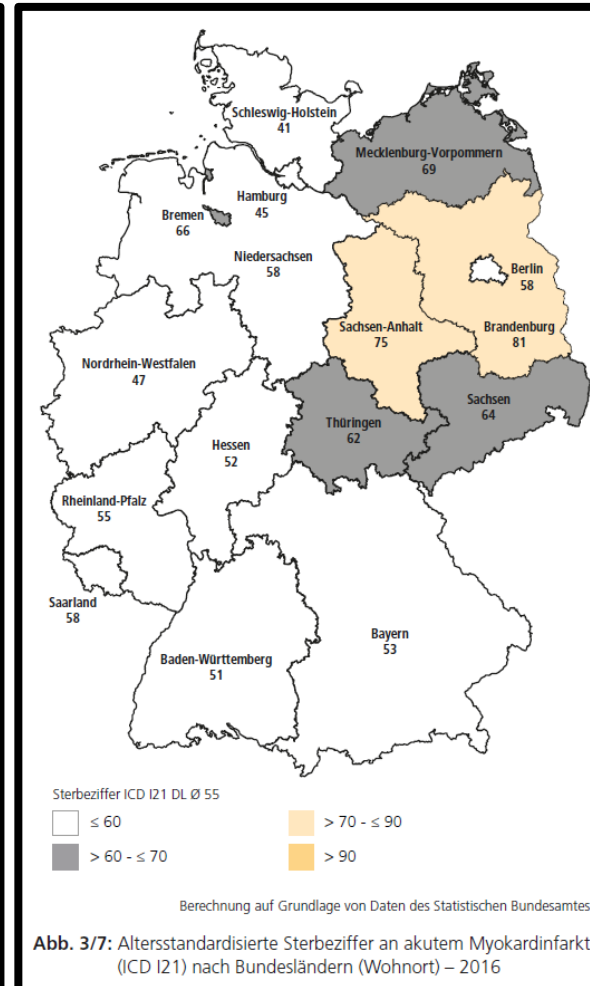 Schleswig-Holstein
41
Mecklenburg-Vorpommern
69
Hamburg
45
Bremen
66
Niedersachsen
58
Berlin
58
Sachsen-Anhalt
75
Brandenburg
81
Nordrhein-Westfalen
47
Sachsen
64
Thüringen
62
Hessen
52
Rheinland-Pfalz
55
Saarland
58
Bayern
53
Baden-Württemberg
51
Sterbeziffer ICD I21 DL Ø 55
≤ 60
> 70 - ≤ 90
> 60 - ≤ 70
> 90
Berechnung auf Grundlage von Daten des Statistischen Bundesamtes
Abb. 3/7: Altersstandardisierte Sterbeziffer an akutem Myokardinfarkt
(ICD I21) nach Bundesländern (Wohnort) – 2016